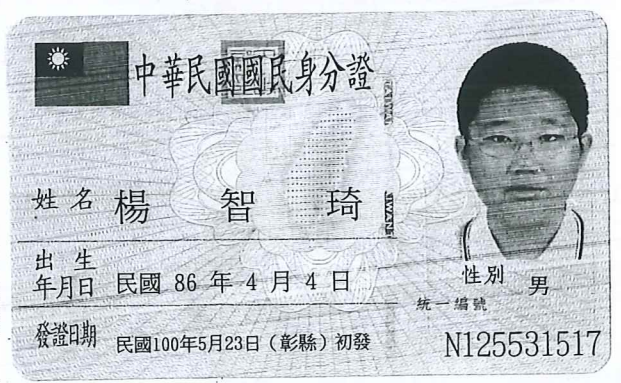 中華民國國民身分證
姓名 楊智琦
出生年月日 民國 86 年 4 月 4 日
性別 男
統一編號
N125531517
發證日期 民國100年5月23日（彰縣）初發